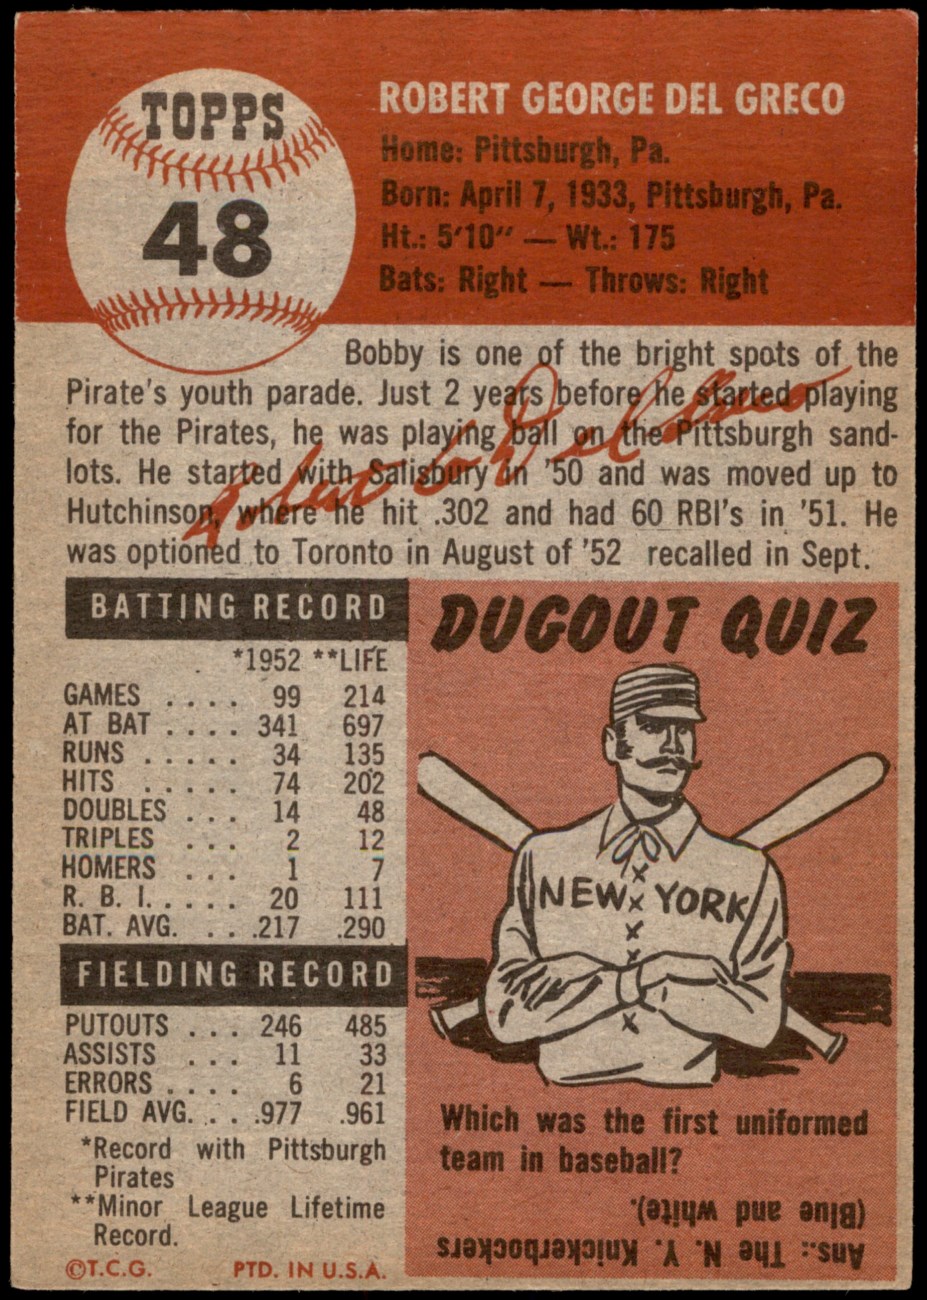 TOPPS
48
ROBERT GEORGE DEL GRECO
Home: Pittsburgh, Pa.
Born: April 7, 1933, Pittsburgh, Pa.
Ht.: 5'10" — Wt.: 175
Bats: Right — Throws: Right
Bobby is one of the bright spots of the
Pirate's youth parade. Just 2 years before he started playing
for the Pirates, he was playing ball on the Pittsburgh sand-
lots. He started with Salisbury in '50 and was moved up to
Hutchinson, where he hit .302 and had 60 RBI's in '51. He
was optioned to Toronto in August of '52 recalled in Sept.
Robert G Del Greco
BATTING RECORD
*1952 **LIFE
GAMES .... 99 214
AT BAT .... 341 697
RUNS ..... 34 135
HITS ..... 74 202
DOUBLES ... 14 48
TRIPLES ... 2 12
HOMERS ... 1 7
R. B. I. .... 20 111
BAT. AVG. ... .217 .290
FIELDING RECORD
PUTOUTS ... 246 485
ASSISTS ... 11 33
ERRORS .... 6 21
FIELD AVG. ... .977 .961
*Record with Pittsburgh
Pirates
**Minor League Lifetime
Record.
©T.C.G. PTD. IN U.S.A.
DUGOUT QUIZ
NEW YORK
Which was the first uniformed
team in baseball?
Ans.: The N. Y. Knickerbockers
(Blue and white).